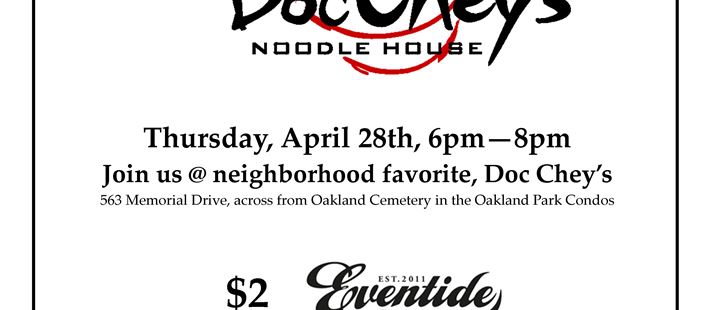 Doc Chey's
NOODLE HOUSE
Thursday, April 28th, 6pm—8pm
Join us @ neighborhood favorite, Doc Chey’s
563 Memorial Drive, across from Oakland Cemetery in the Oakland Park Condos
EST.2011
$2 Eventide